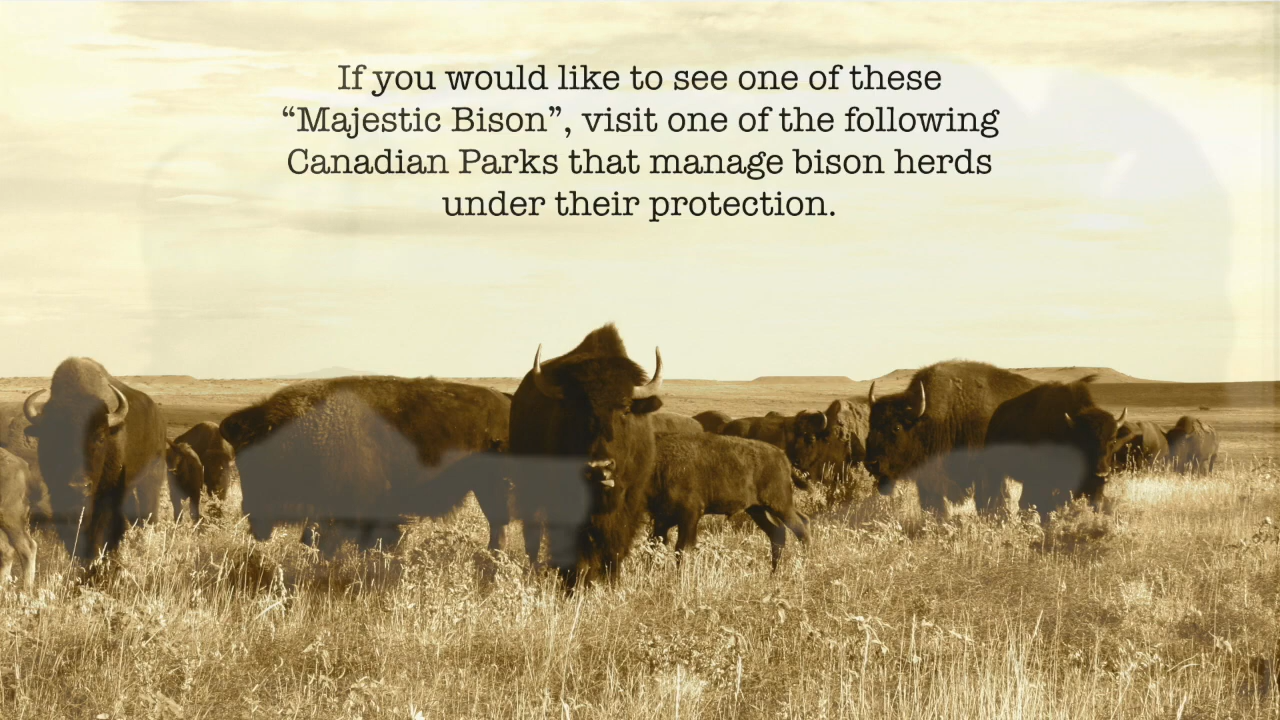 If you would like to see one of these
“Majestic Bison”, visit one of the following
Canadian Parks that manage bison herds
under their protection.